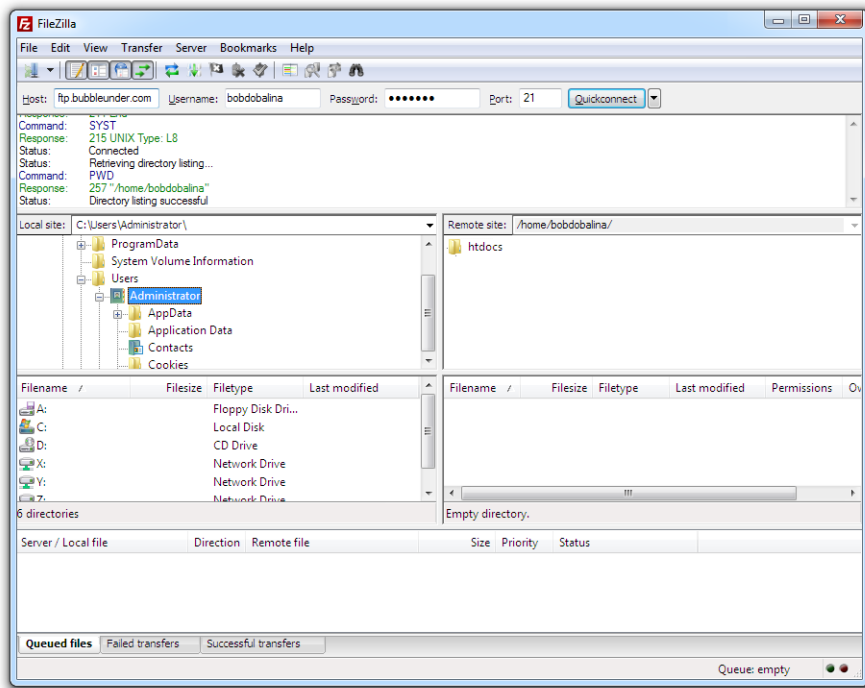 FileZilla
File Edit View Transfer Server Bookmarks Help
Host: ftp.bubbleunder.com Username: bobdobalina Password: ●●●●●●● Port: 21 Quickconnect
Command: SYST
Response: 215 UNIX Type: L8
Status: Connected
Status: Retrieving directory listing...
Command: PWD
Response: 257 "/home/bobdobalina"
Status: Directory listing successful
Local site: C:\Users\Administrator\
Remote site: /home/bobdobalina/
ProgramData
System Volume Information
Users
Administrator
AppData
Application Data
Contacts
Cookies
htdocs
Filename / Filesize Filetype Last modified
A: Floppy Disk Dri...
C: Local Disk
D: CD Drive
X: Network Drive
Y: Network Drive
Z: Network Drive
6 directories
Filename / Filesize Filetype Last modified Permissions Ow
Empty directory.
Server / Local file Direction Remote file Size Priority Status
Queued files Failed transfers Successful transfers
Queue: empty